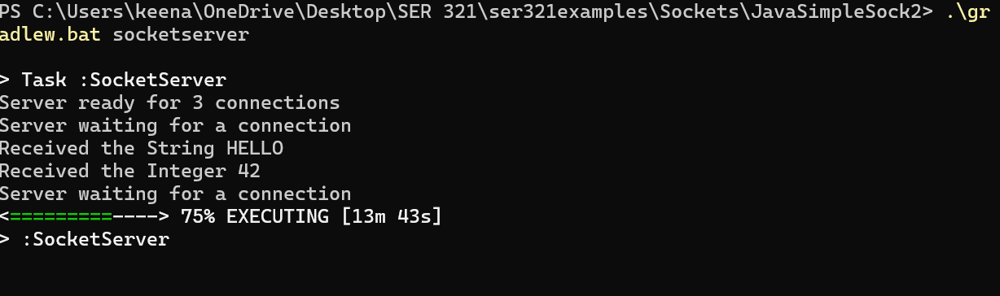 PS C:\Users\keena\OneDrive\Desktop\SER 321\ser321examples\Sockets\JavaSimpleSock2> .\gr
adlew.bat socketserver
> Task :SocketServer
Server ready for 3 connections
Server waiting for a connection
Received the String HELLO
Received the Integer 42
Server waiting for a connection
<=========----> 75% EXECUTING [13m 43s]
> :SocketServer